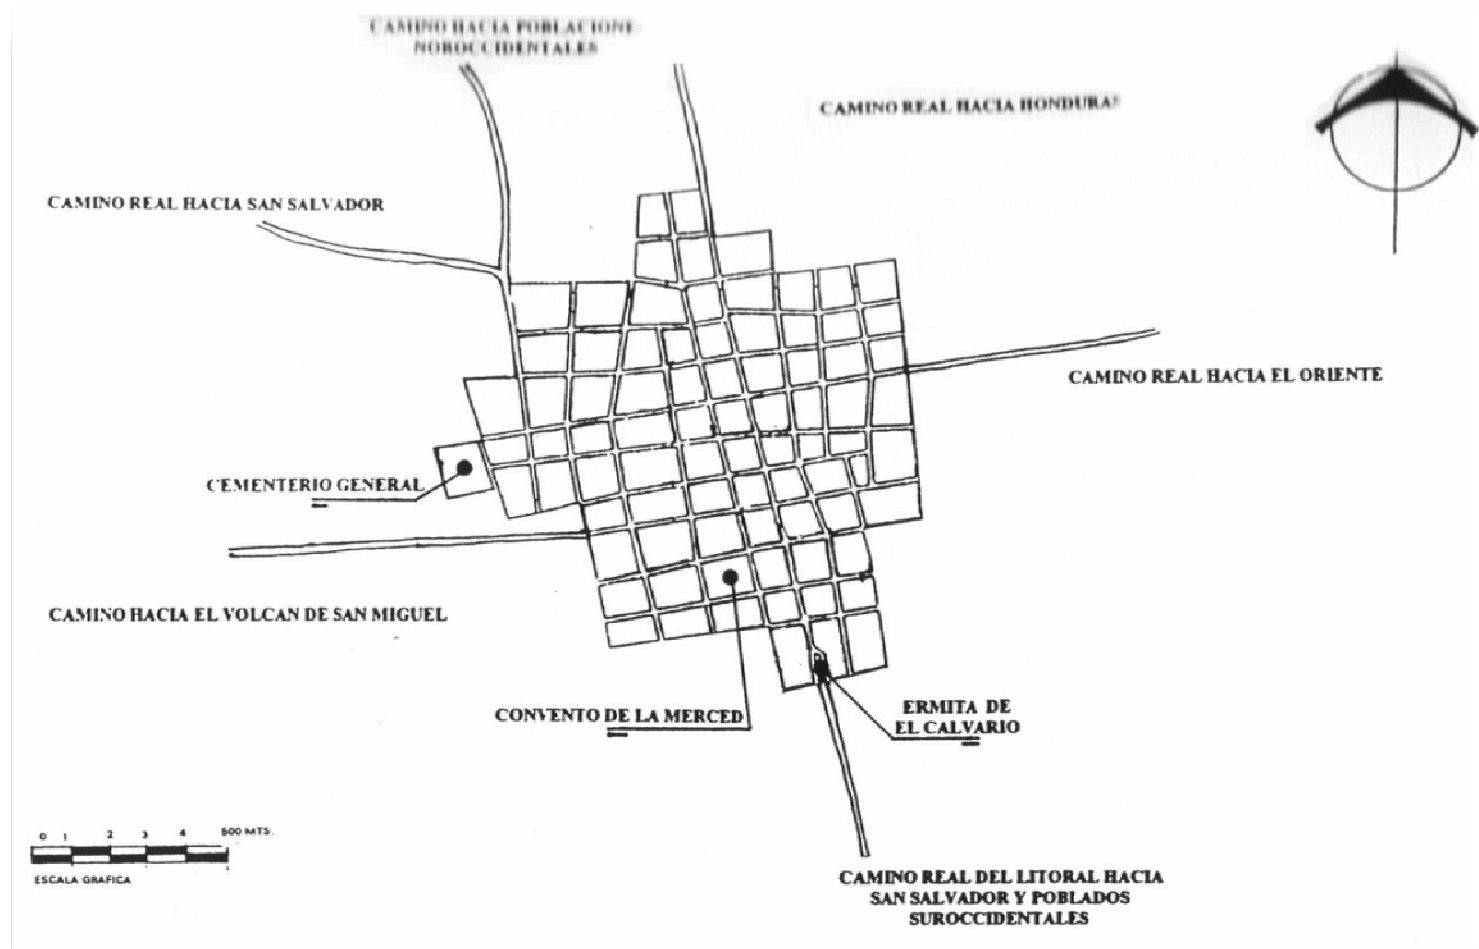 CAMINO HACIA POBLACIONE
NOROCCIDENTALES
CAMINO REAL HACIA HONDURAS
CAMINO REAL HACIA SAN SALVADOR
CAMINO REAL HACIA EL ORIENTE
CEMENTERIO GENERAL
CAMINO HACIA EL VOLCAN DE SAN MIGUEL
CONVENTO DE LA MERCED
ERMITA DE
EL CALVARIO
0 1 2 3 4 500 MTS.
ESCALA GRAFICA
CAMINO REAL DEL LITORAL HACIA
SAN SALVADOR Y POBLADOS
SUROCCIDENTALES